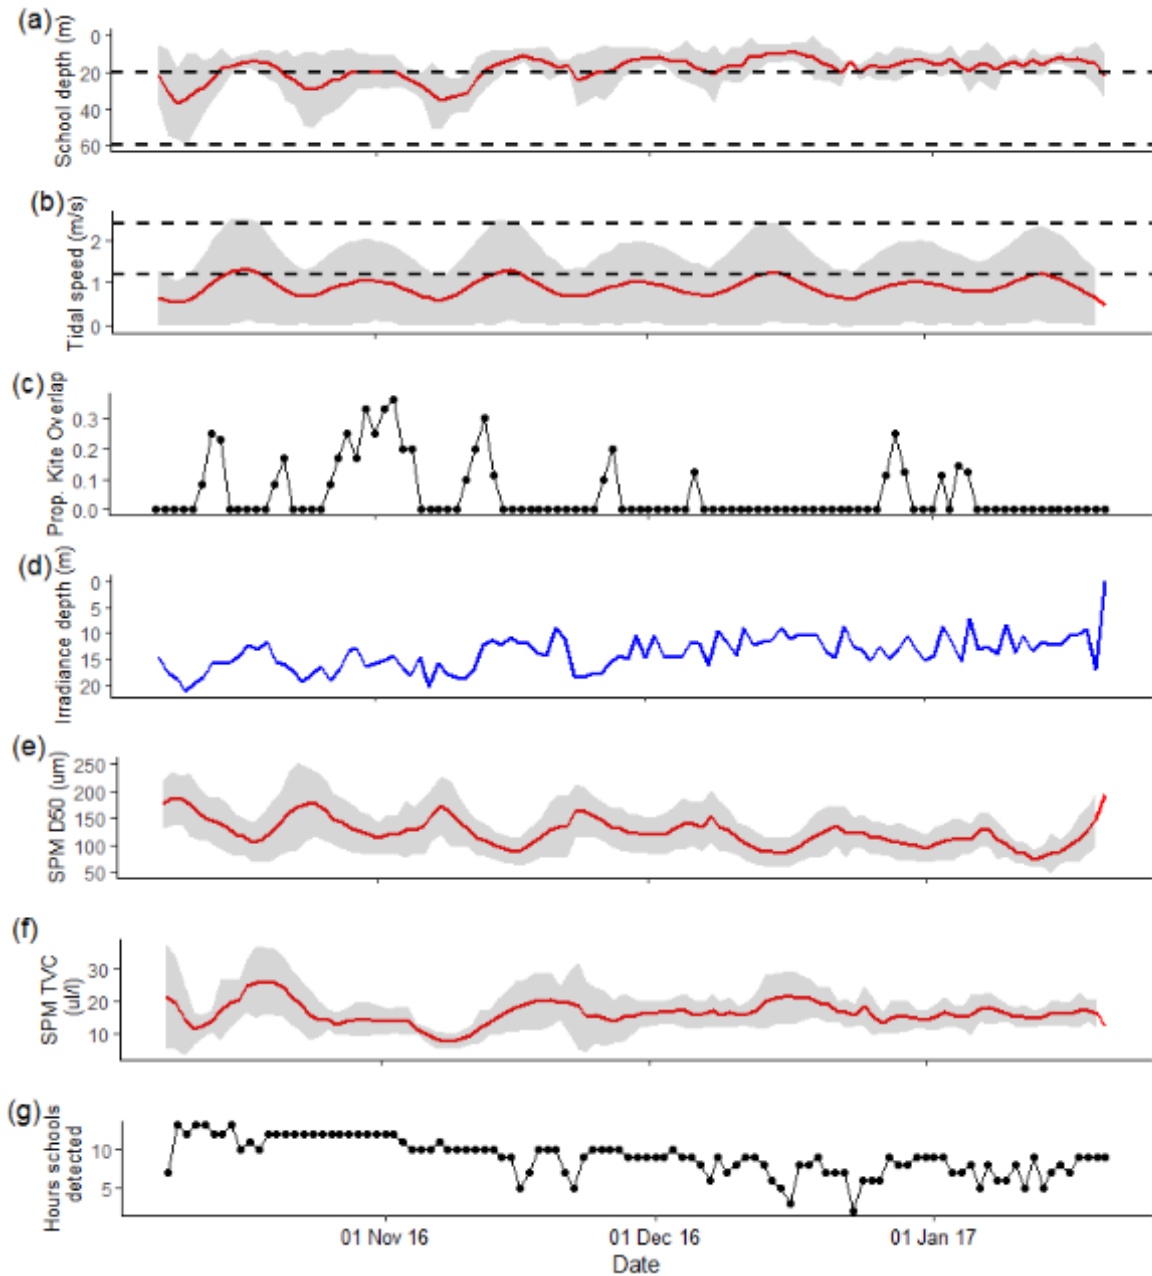 (a)
School depth (m)
0
20
40
60
(b)
Tidal speed (m/s)
2
1
0
(c)
Prop. Kite Overlap
0.3
0.2
0.1
0.0
(d)
Irradiance depth (m)
0
5
10
15
20
(e)
SPM D50 (um)
250
200
150
100
50
(f)
SPM TVC
(ul/l)
30
20
10
(g)
Hours schools
detected
10
5
01 Nov 16 01 Dec 16 01 Jan 17
Date